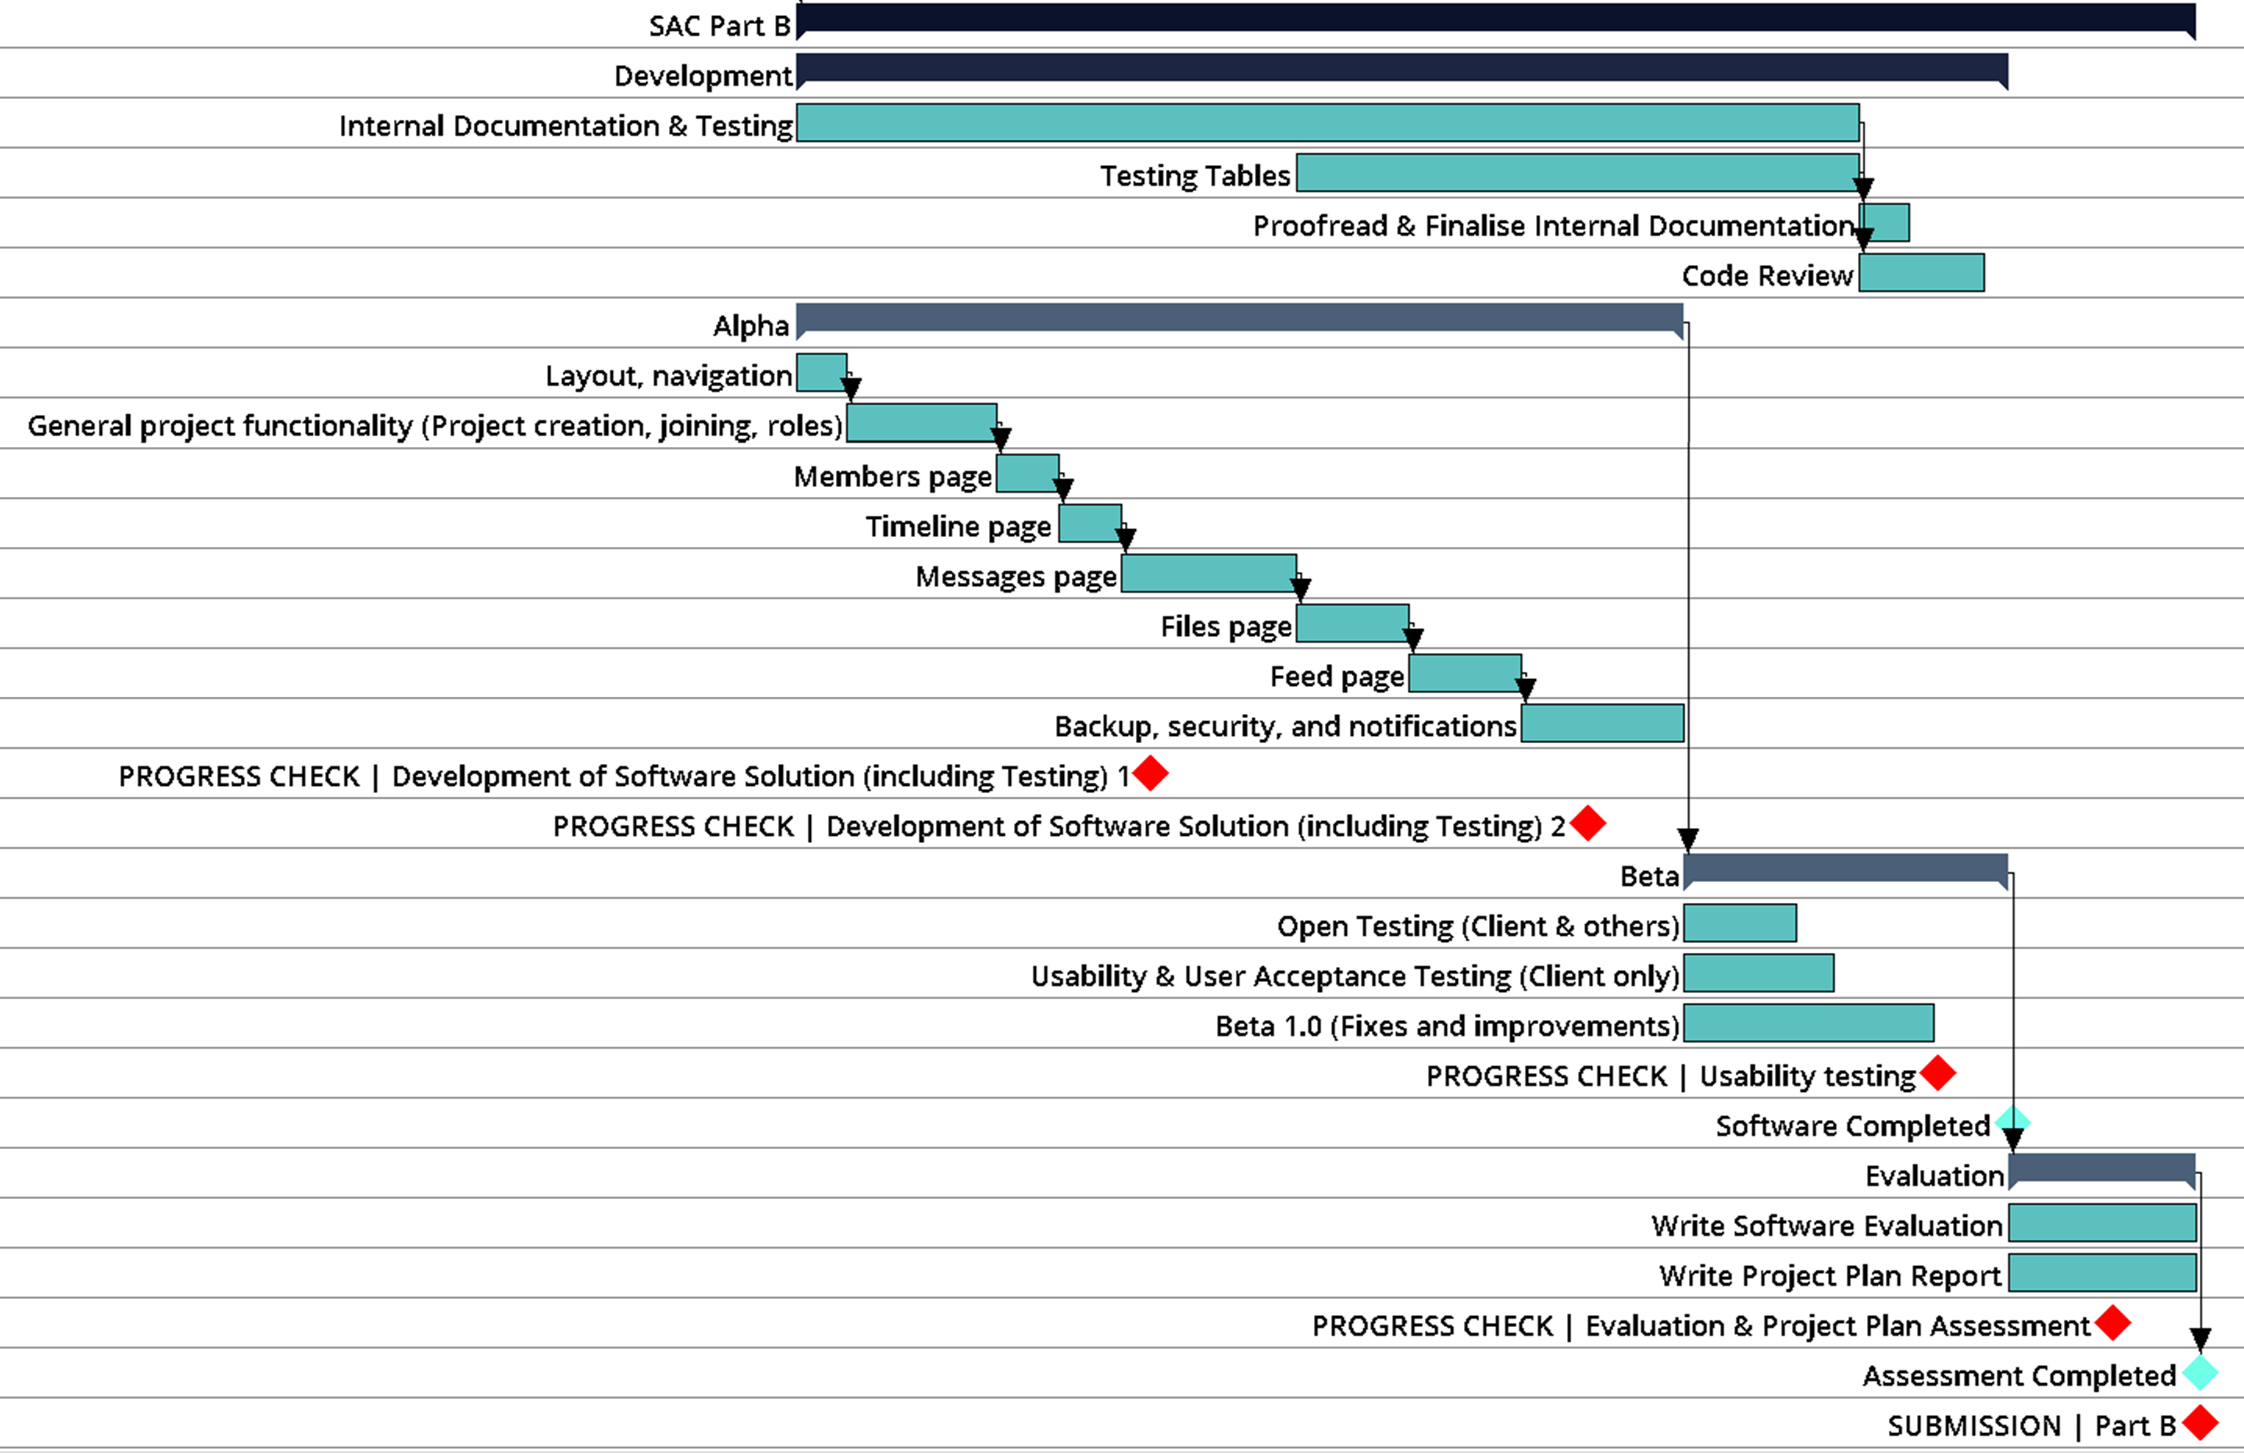 SAC Part B
Development
Internal Documentation & Testing
Testing Tables
Proofread & Finalise Internal Documentation
Code Review
Alpha
Layout, navigation
General project functionality (Project creation, joining, roles)
Members page
Timeline page
Messages page
Files page
Feed page
Backup, security, and notifications
PROGRESS CHECK | Development of Software Solution (including Testing) 1
PROGRESS CHECK | Development of Software Solution (including Testing) 2
Beta
Open Testing (Client & others)
Usability & User Acceptance Testing (Client only)
Beta 1.0 (Fixes and improvements)
PROGRESS CHECK | Usability testing
Software Completed
Evaluation
Write Software Evaluation
Write Project Plan Report
PROGRESS CHECK | Evaluation & Project Plan Assessment
Assessment Completed
SUBMISSION | Part B